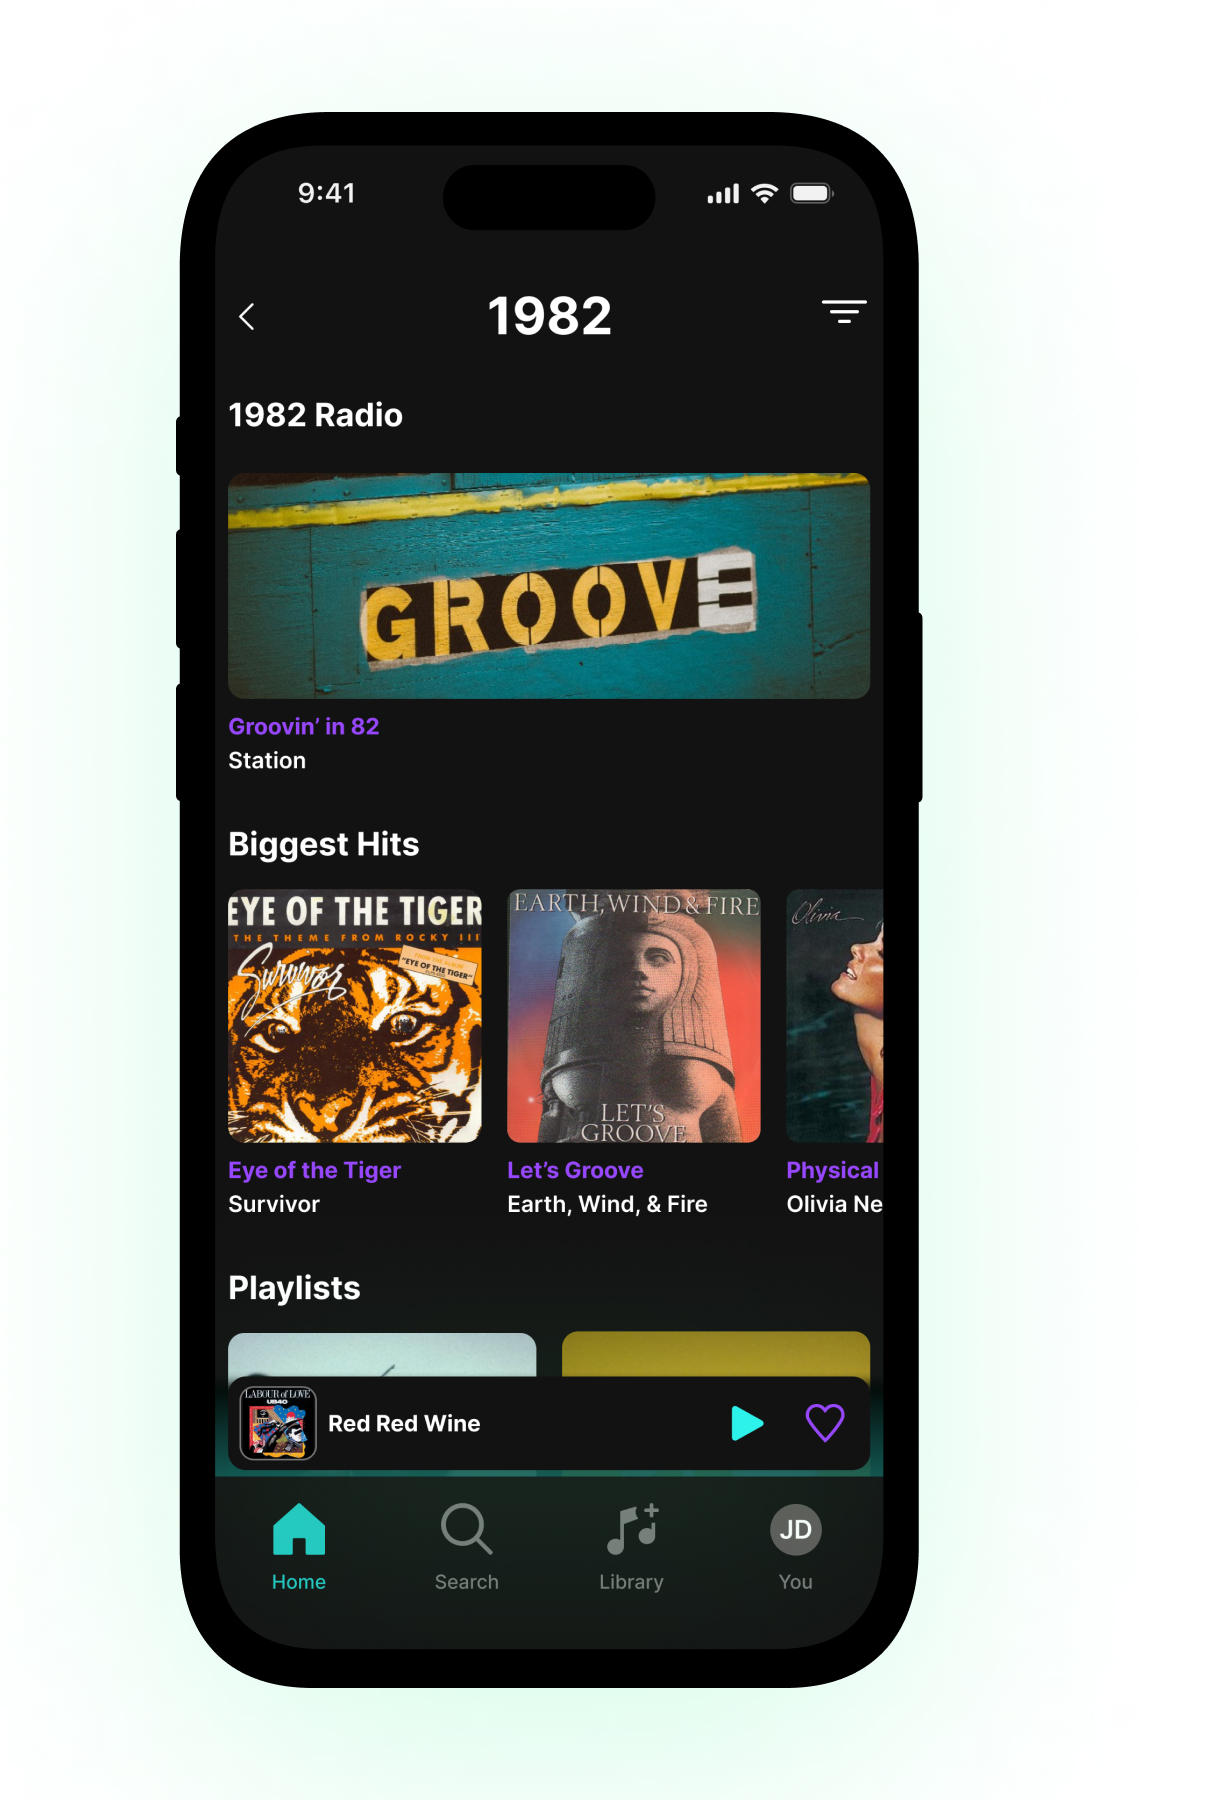 9:41
1982
1982 Radio
GROOVE
Groovin’ in 82
Station
Biggest Hits
EYE OF THE TIGER
THE THEME FROM ROCKY III
Survivor
"EYE OF THE TIGER"
EARTH, WIND & FIRE
LET'S
GROOVE
Olivia
Eye of the Tiger
Survivor
Let’s Groove
Earth, Wind, & Fire
Physical
Olivia Ne
Playlists
LABOUR of LOVE
UB40
Red Red Wine
Home
Search
Library
JD
You